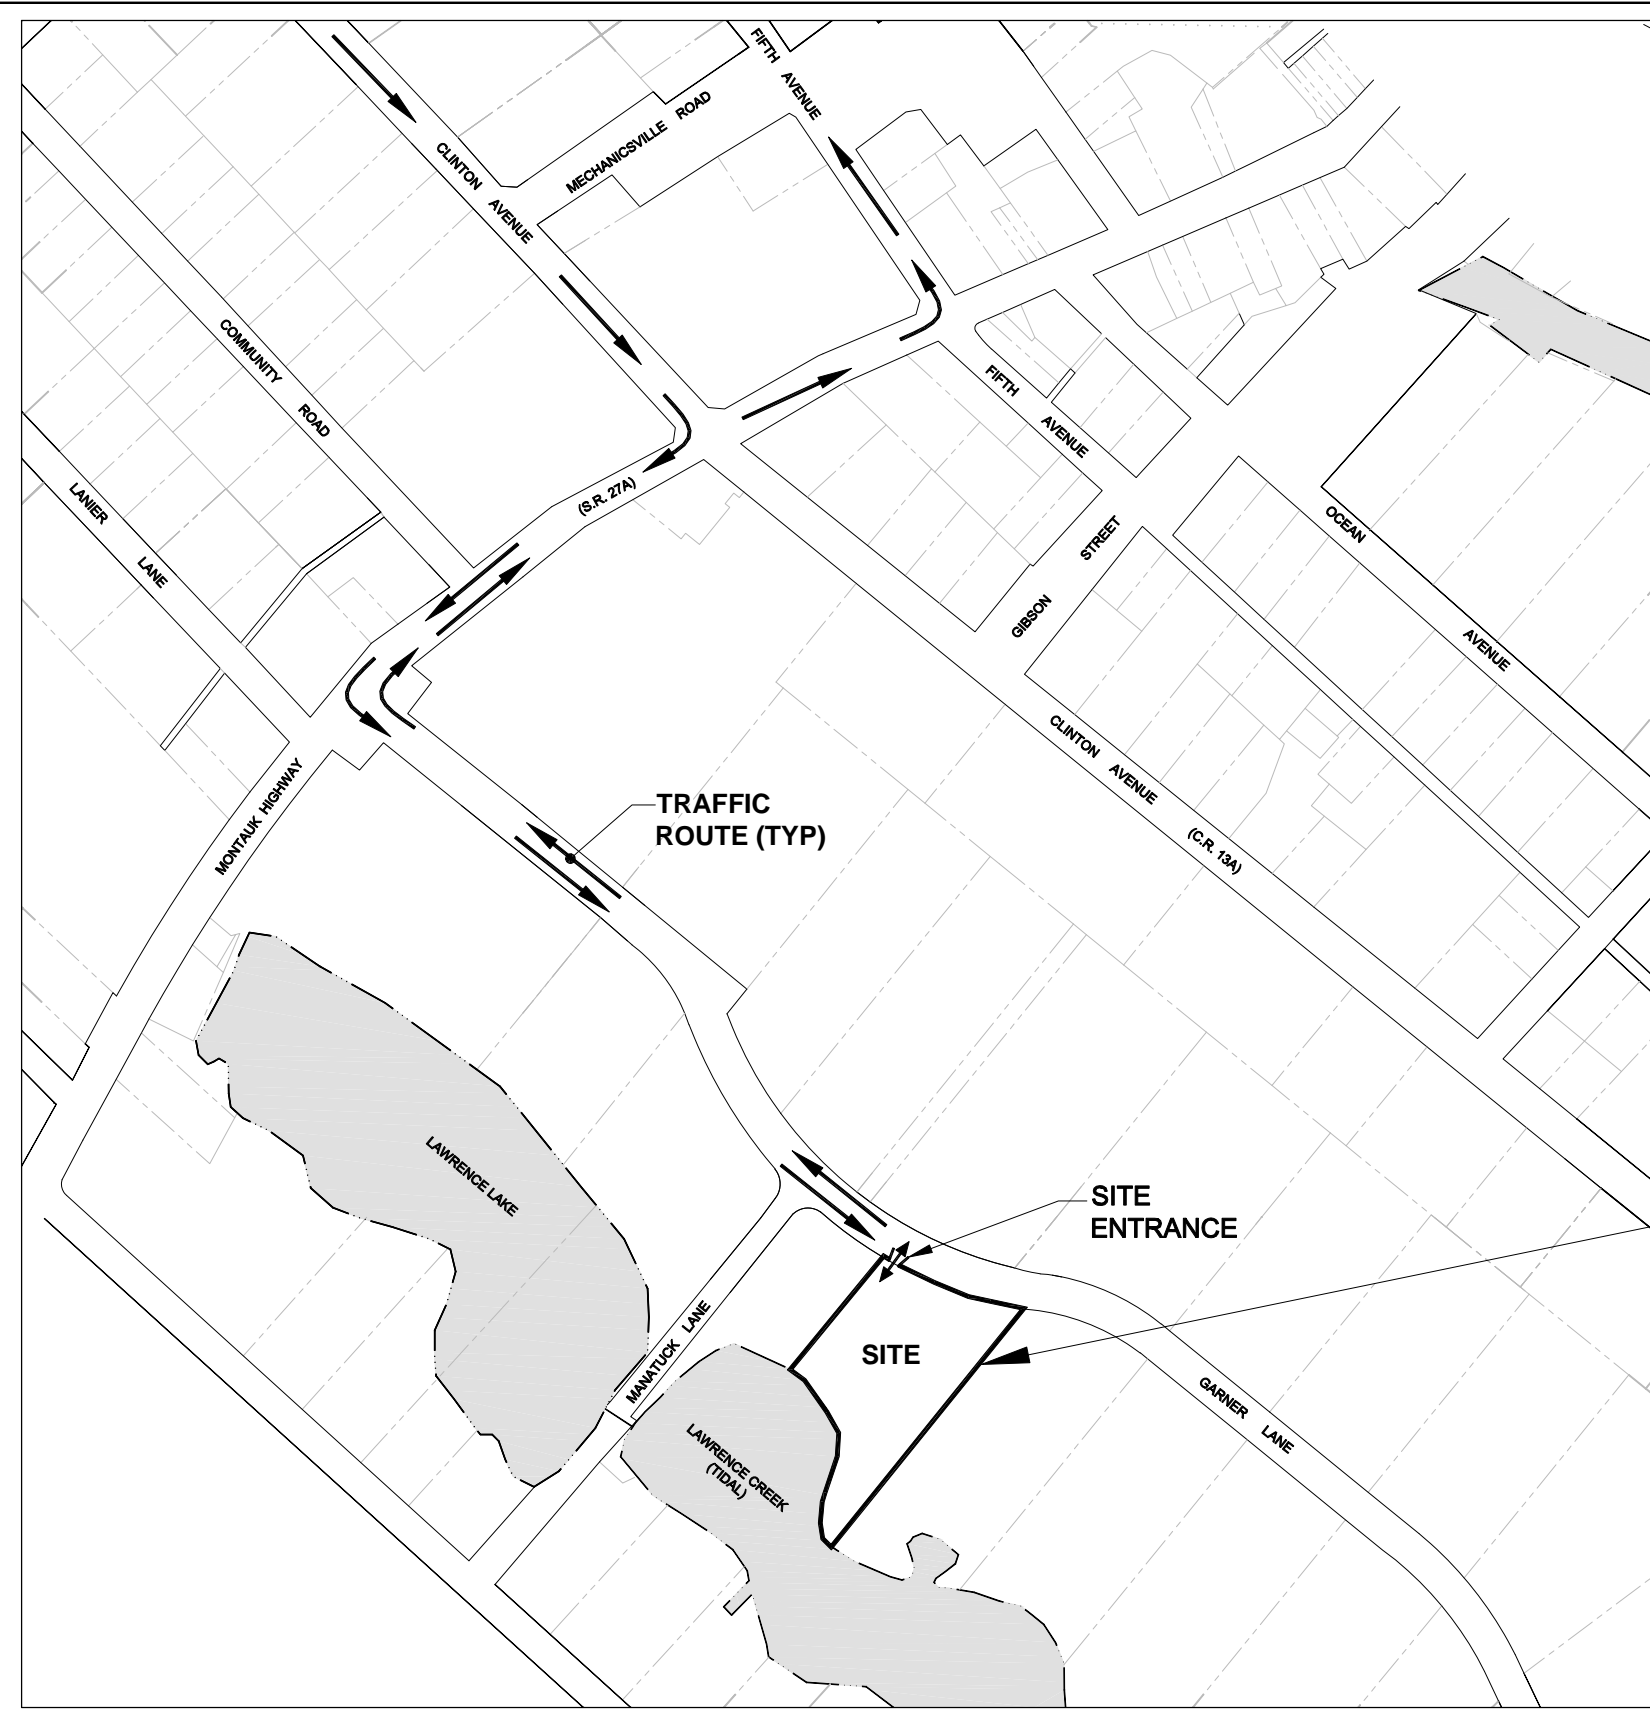 FIFTH AVENUE
MECHANICSVILLE ROAD
CLINTON AVENUE
COMMUNITY ROAD
FIFTH AVENUE
LANIER LANE
(S.R. 27A)
OCEAN AVENUE
GIBSON STREET
CLINTON AVENUE (C.R. 13A)
MONTAUK HIGHWAY
TRAFFIC
ROUTE (TYP)
LAWRENCE LAKE
SITE
ENTRANCE
MANATUCK LANE
SITE
GARNER LANE
LAWRENCE CREEK
(TIDAL)